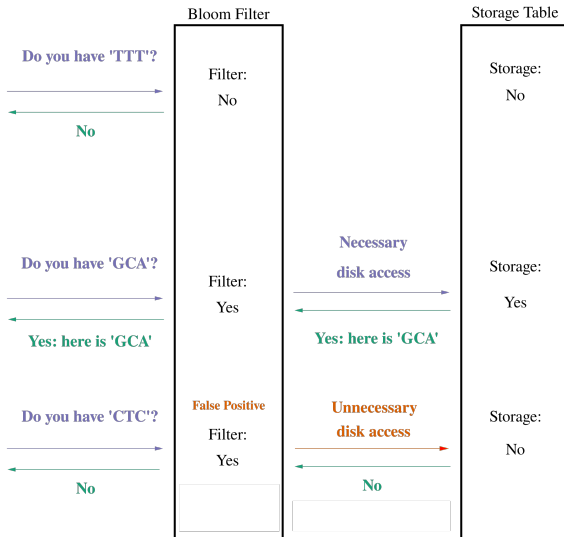 Bloom Filter
Storage Table
Do you have 'TTT'?
Filter:
No
Storage:
No
No
Do you have 'GCA'?
Filter:
Yes
Necessary
disk access
Storage:
Yes
Yes: here is 'GCA'
Yes: here is 'GCA'
Do you have 'CTC'?
False Positive
Filter:
Yes
Unnecessary
disk access
Storage:
No
No
No